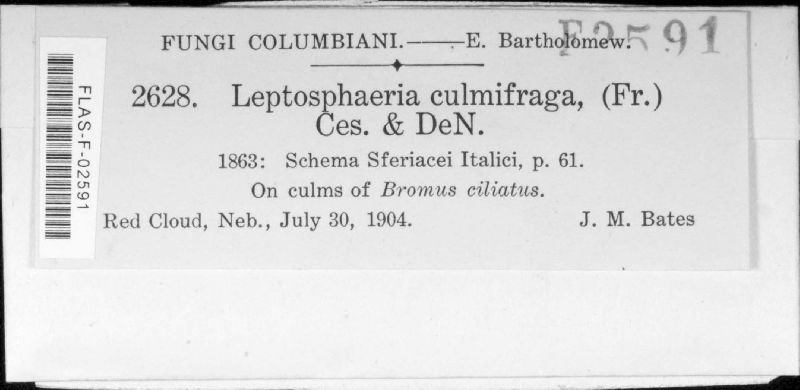 FUNGI COLUMBIANI.——. E. Bartholomew.
F2591
2628. Leptosphaeria culmifraga, (Fr.)
Ces. & DeN.
1863: Schema Sferiacei Italici, p. 61.
On culms of Bromus ciliatus.
Red Cloud, Neb., July 30, 1904. J. M. Bates
FLAS-F-02591